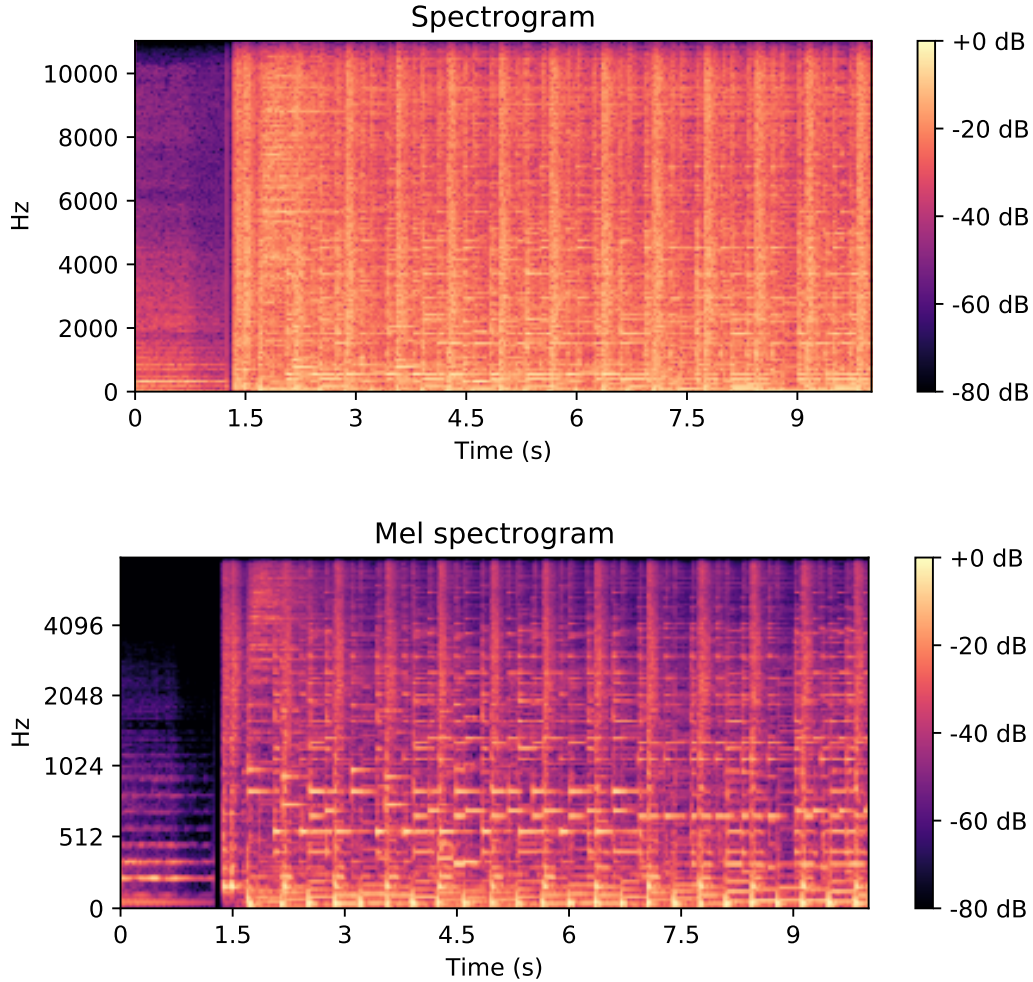 Spectrogram
+0 dB
-20 dB
-40 dB
-60 dB
-80 dB
10000
8000
6000
4000
2000
0
Hz
0 1.5 3 4.5 6 7.5 9
Time (s)
Mel spectrogram
+0 dB
-20 dB
-40 dB
-60 dB
-80 dB
4096
2048
1024
512
0
Hz
0 1.5 3 4.5 6 7.5 9
Time (s)